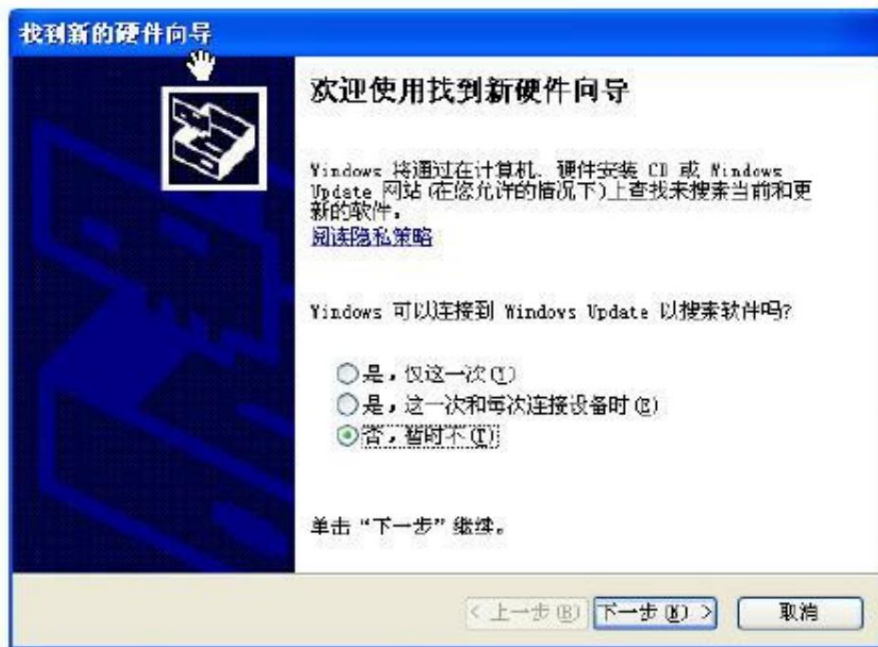 找到新的硬件向导
欢迎使用找到新硬件向导
Windows 将通过在计算机、硬件安装 CD 或 Windows
Update 网站(在您允许的情况下)上查找来搜索当前和更
新的软件。
阅读隐私策略
Windows 可以连接到 Windows Update 以搜索软件吗?
是，仅这一次(Y)
是，这一次和每次连接设备时(E)
否，暂时不(T)
单击“下一步”继续。
< 上一步(B) 下一步(N) > 取消